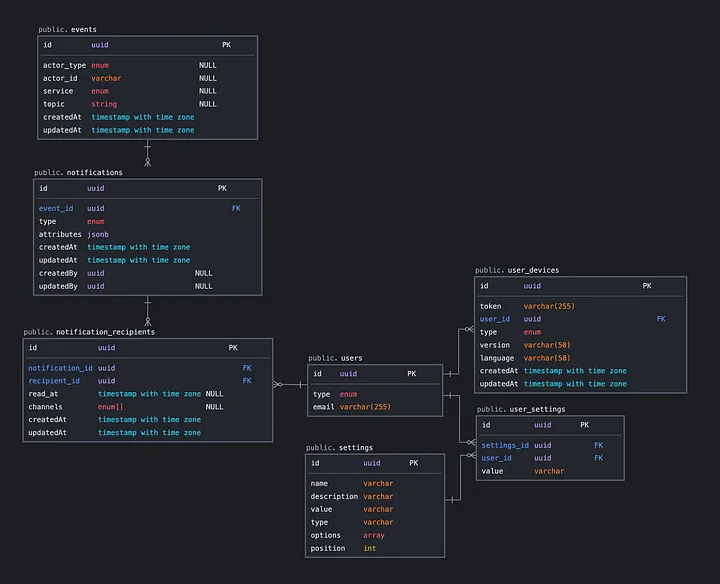 public. events
id uuid PK
actor_type enum NULL
actor_id varchar NULL
service enum NULL
topic string NULL
createdAt timestamp with time zone
updatedAt timestamp with time zone
public. notifications
id uuid PK
event_id uuid FK
type enum
attributes jsonb
createdAt timestamp with time zone
updatedAt timestamp with time zone
createdBy uuid NULL
updatedBy uuid NULL
public. notification_recipients
id uuid PK
notification_id uuid FK
recipient_id uuid FK
read_at timestamp with time zone NULL
channels enum[] NULL
createdAt timestamp with time zone
updatedAt timestamp with time zone
public. users
id uuid PK
type enum
email varchar(255)
public. settings
id uuid PK
name varchar
description varchar
value varchar
type varchar
options array
position int
public. user_devices
id uuid PK
token varchar(255)
user_id uuid FK
type enum
version varchar(50)
language varchar(50)
createdAt timestamp with time zone
updatedAt timestamp with time zone
public. user_settings
id uuid PK
settings_id uuid FK
user_id uuid FK
value varchar